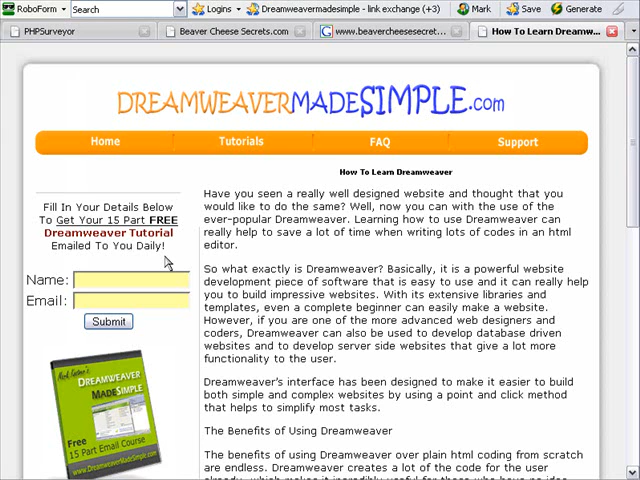 RoboForm Search Logins Dreamweavermadesimple - link exchange (+3) Mark Save Generate
PHPSurveyor Beaver Cheese Secrets.com www.beavercheesesecret... How To Learn Dreamw...
DREAMWEAVERMADESIMPLE.com
Home Tutorials FAQ Support
How To Learn Dreamweaver
Fill In Your Details Below
To Get Your 15 Part FREE
Dreamweaver Tutorial
Emailed To You Daily!
Name:
Email:
Submit
DREAMWEAVER
MADESIMPLE
Free
15 Part Email Course
www.DreamweaverMadeSimple.com
Have you seen a really well designed website and thought that you
would like to do the same? Well, now you can with the use of the
ever-popular Dreamweaver. Learning how to use Dreamweaver can
really help to save a lot of time when writing lots of codes in an html
editor.
So what exactly is Dreamweaver? Basically, it is a powerful website
development piece of software that is easy to use and it can really help
you to build impressive websites. With its extensive libraries and
templates, even a complete beginner can easily make a website.
However, if you are one of the more advanced web designers and
coders, Dreamweaver can also be used to develop database driven
websites and to develop server side websites that give a lot more
functionality to the user.
Dreamweaver's interface has been designed to make it easier to build
both simple and complex websites by using a point and click method
that helps to simplify most tasks.
The Benefits of Using Dreamweaver
The benefits of using Dreamweaver over plain html coding from scratch
are endless. Dreamweaver creates a lot of the code for the user